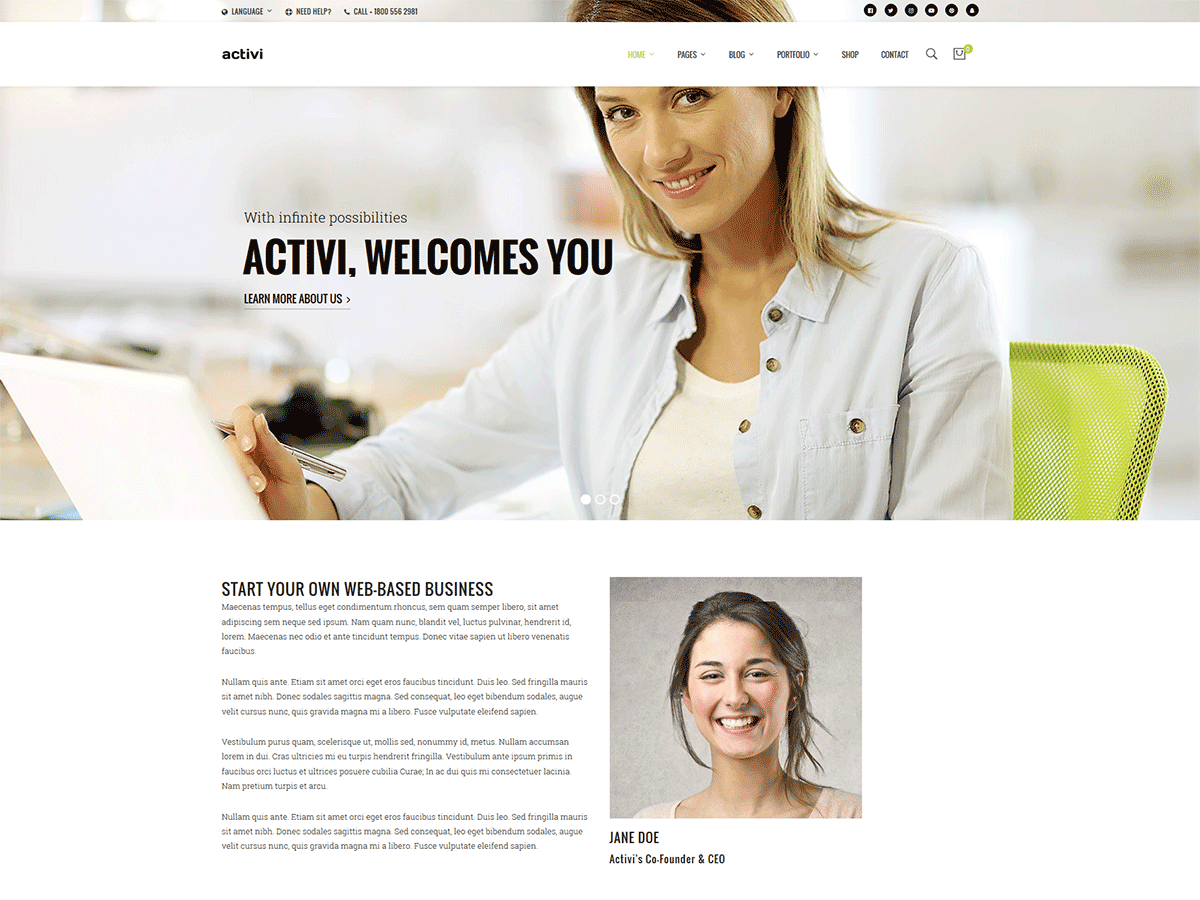 LANGUAGE NEED HELP? CALL - 1800 556 2981
activi
HOME PAGES BLOG PORTFOLIO SHOP CONTACT 0
With infinite possibilities
ACTIVI, WELCOMES YOU
LEARN MORE ABOUT US
START YOUR OWN WEB-BASED BUSINESS
Maecenas tempus, tellus eget condimentum rhoncus, sem quam semper libero, sit amet
adipiscing sem neque sed ipsum. Nam quam nunc, blandit vel, luctus pulvinar, hendrerit id,
lorem. Maecenas nec odio et ante tincidunt tempus. Donec vitae sapien ut libero venenatis
faucibus.
Nullam quis ante. Etiam sit amet orci eget eros faucibus tincidunt. Duis leo. Sed fringilla mauris
sit amet nibh. Donec sodales sagittis magna. Sed consequat, leo eget bibendum sodales, augue
velit cursus nunc, quis gravida magna mi a libero. Fusce vulputate eleifend sapien.
Vestibulum purus quam, scelerisque ut, mollis sed, nonummy id, metus. Nullam accumsan
lorem in dui. Cras ultricies mi eu turpis hendrerit fringilla. Vestibulum ante ipsum primis in
faucibus orci luctus et ultrices posuere cubilia Curae; In ac dui quis mi consectetuer lacinia.
Nam pretium turpis et arcu.
Nullam quis ante. Etiam sit amet orci eget eros faucibus tincidunt. Duis leo. Sed fringilla mauris
sit amet nibh. Donec sodales sagittis magna. Sed consequat, leo eget bibendum sodales, augue
velit cursus nunc, quis gravida magna mi a libero. Fusce vulputate eleifend sapien.
JANE DOE
Activi's Co-Founder & CEO